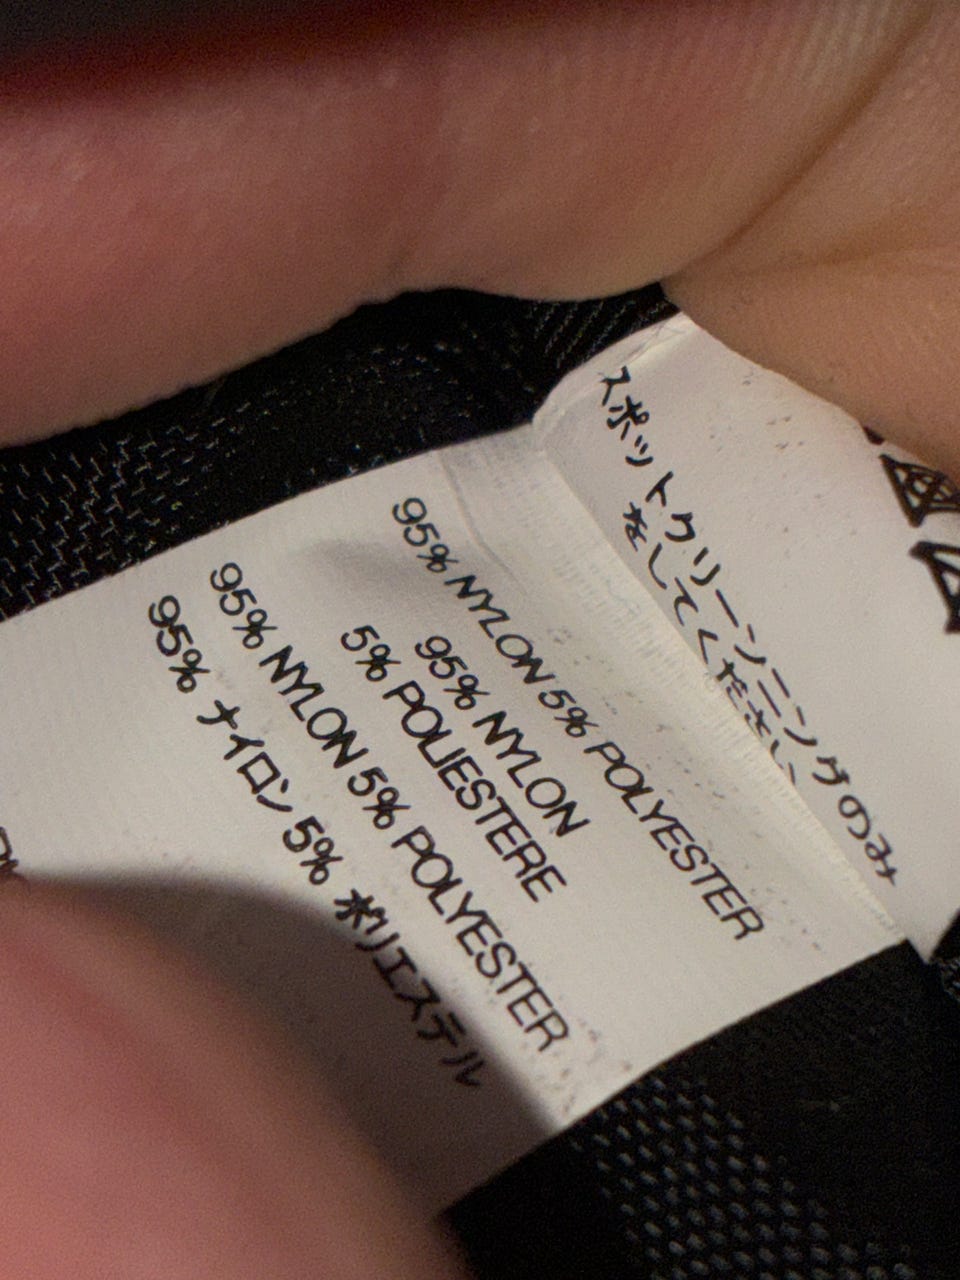 スポットクリーンニングのみ
をしてください
95% NYLON 5% POLYESTER
95% NYLON
5% POLIESTERE
95% NYLON 5% POLYESTER
95% ナイロン 5% ポリエステル